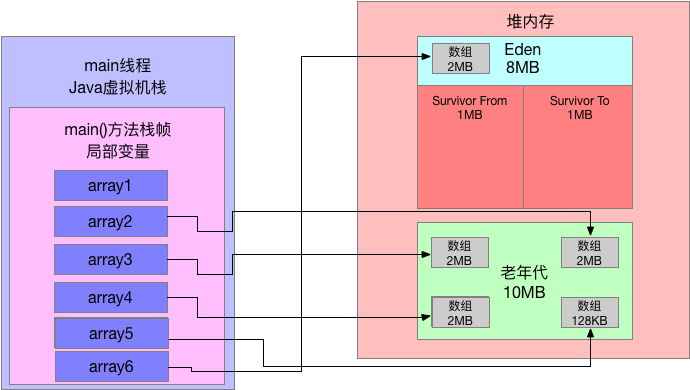 main线程
Java虚拟机栈
main()方法栈帧
局部变量
array1
array2
array3
array4
array5
array6
堆内存
数组
2MB
Eden
8MB
Survivor From
1MB
Survivor To
1MB
数组
2MB
数组
2MB
老年代
10MB
数组
2MB
数组
128KB